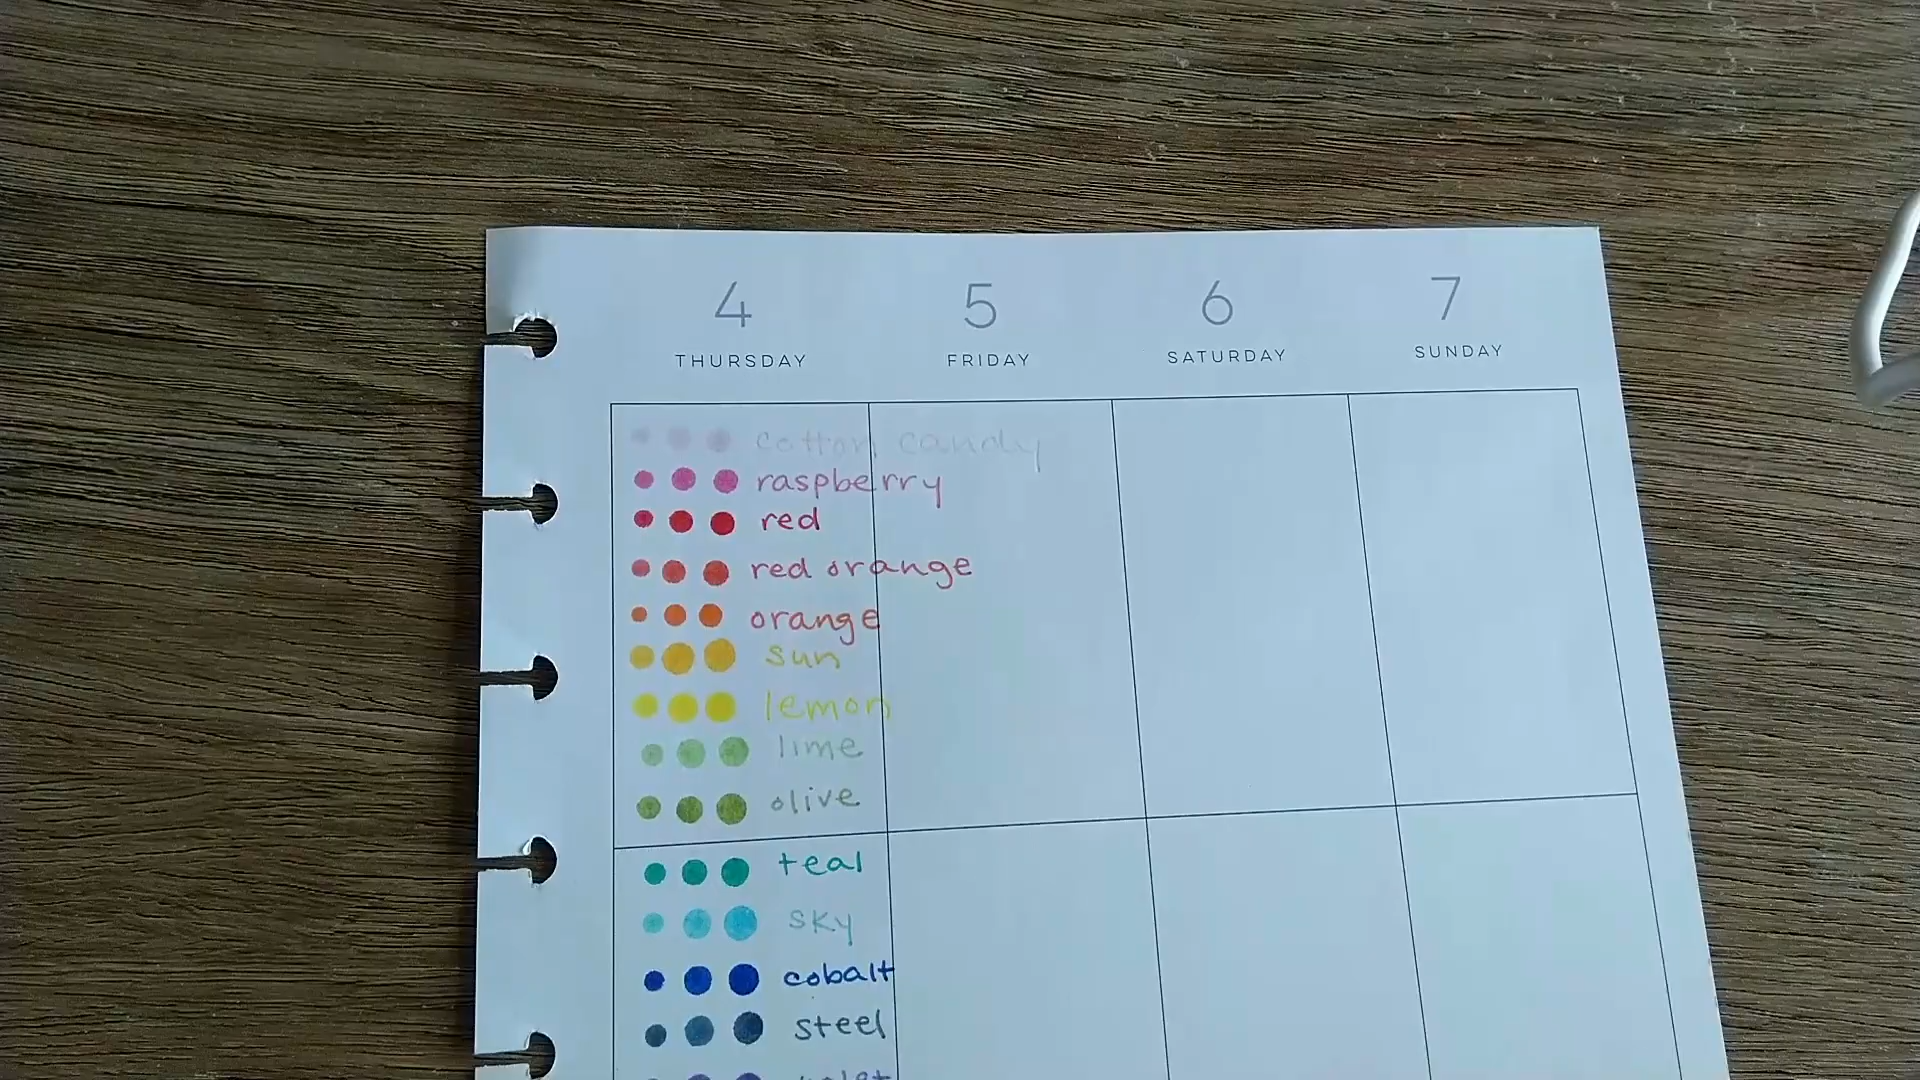 4 5 6 7
THURSDAY FRIDAY SATURDAY SUNDAY
cotton candy
raspberry
red
red orange
orange
sun
lemon
lime
olive
teal
sky
cobalt
steel